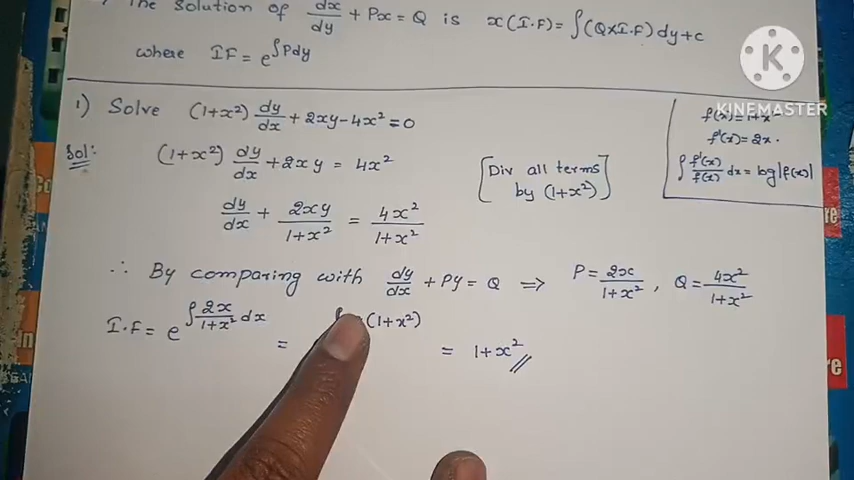 The solution of dx/dy + Px = Q is x(I.F) = ∫(Q×I.F) dy+c
where IF = e^∫Pdy
K
KINEMASTER
1) Solve (1+x²) dy/dx + 2xy-4x² = 0
Sol: (1+x²) dy/dx + 2xy = 4x²
[Div all terms
by (1+x²)]
f(x) = 1+x²
f'(x) = 2x.
∫ f'(x)/f(x) dx = log|f(x)|
dy/dx + 2xy/1+x² = 4x²/1+x²
∴ By comparing with dy/dx + Py = Q ⇒ P = 2x/1+x² , Q = 4x²/1+x²
I.F = e^∫2x/1+x² dx = (1+x²) = 1+x²